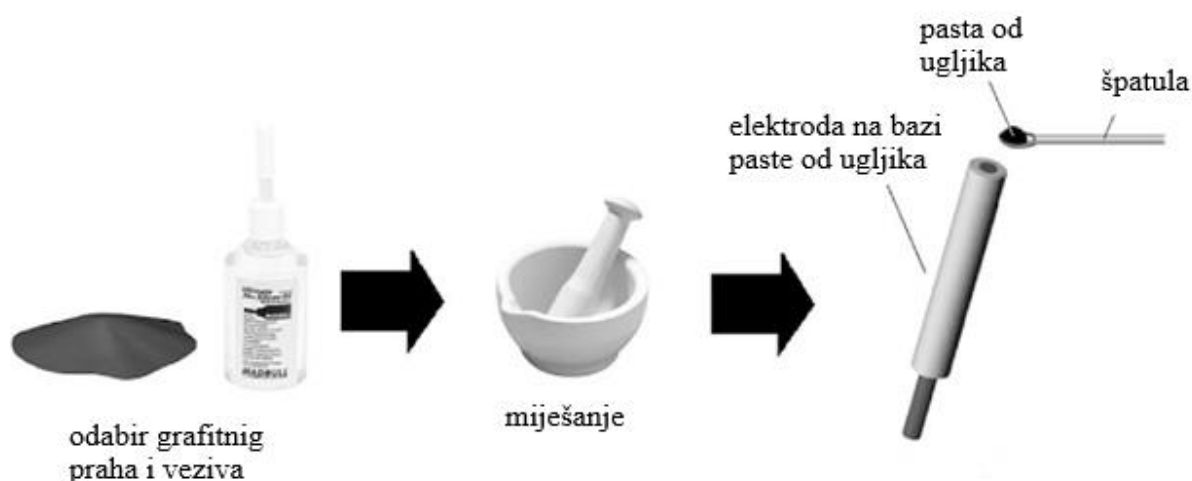 pasta od
ugljika
špatula
elektroda na bazi
paste od ugljika
miješanje
odabir grafitnig
praha i veziva